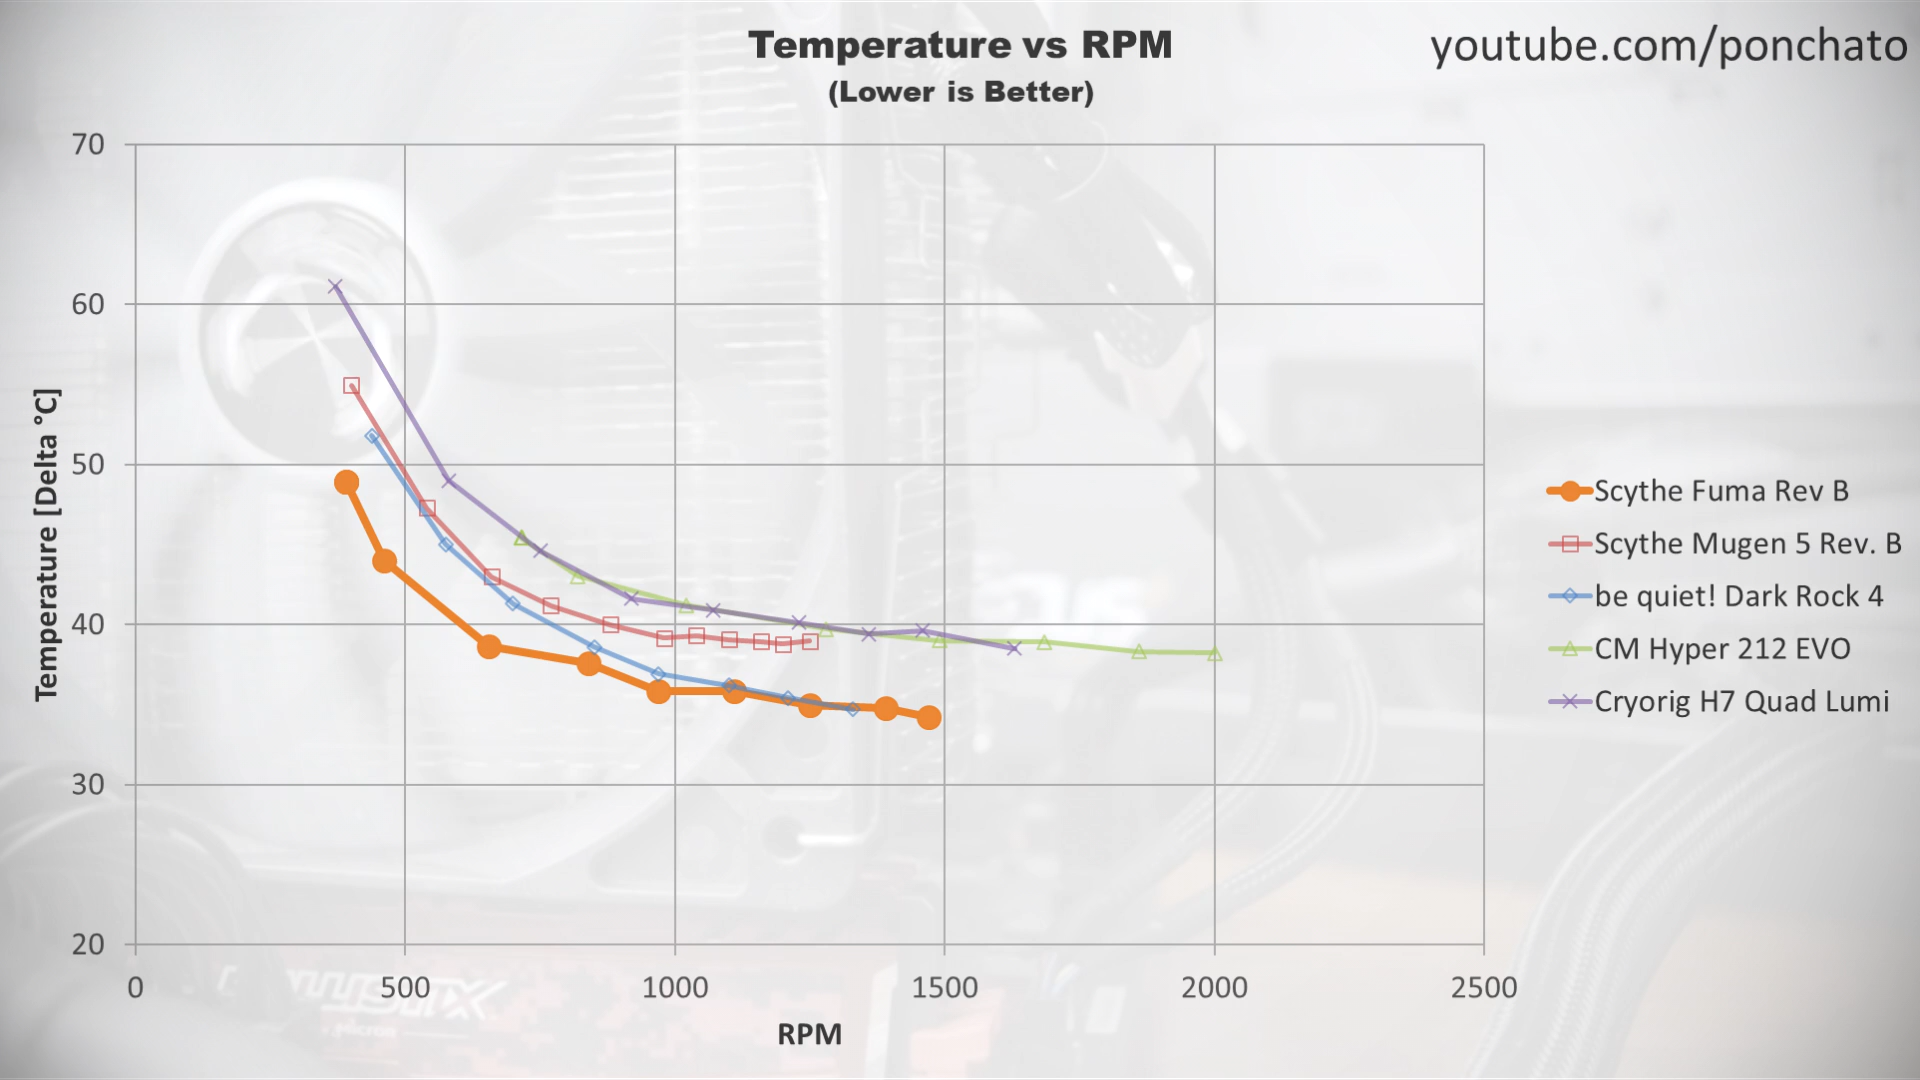 Temperature vs RPM
(Lower is Better)
youtube.com/ponchato
70
60
50
40
30
20
Temperature [Delta °C]
0
500
1000
1500
2000
2500
RPM
Scythe Fuma Rev B
Scythe Mugen 5 Rev. B
be quiet! Dark Rock 4
CM Hyper 212 EVO
Cryorig H7 Quad Lumi